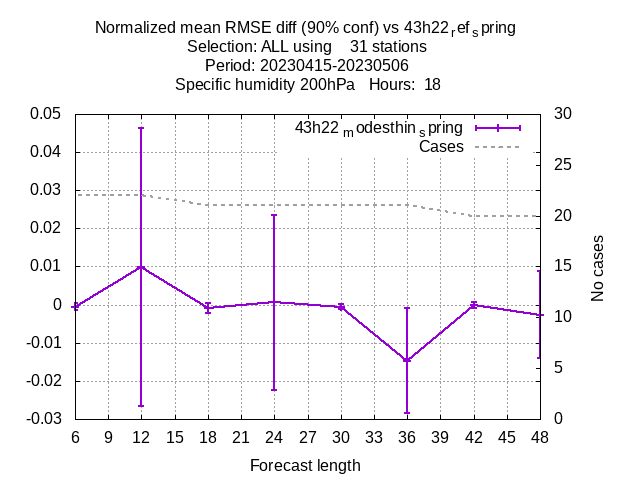 Normalized mean RMSE diff (90% conf) vs 43h22refspring
Selection: ALL using 31 stations
Period: 20230415-20230506
Specific humidity 200hPa Hours: 18
43h22modesthinspring
Cases
0.05
0.04
0.03
0.02
0.01
0
-0.01
-0.02
-0.03
30
25
20
15
10
5
0
No cases
6 9 12 15 18 21 24 27 30 33 36 39 42 45 48
Forecast length